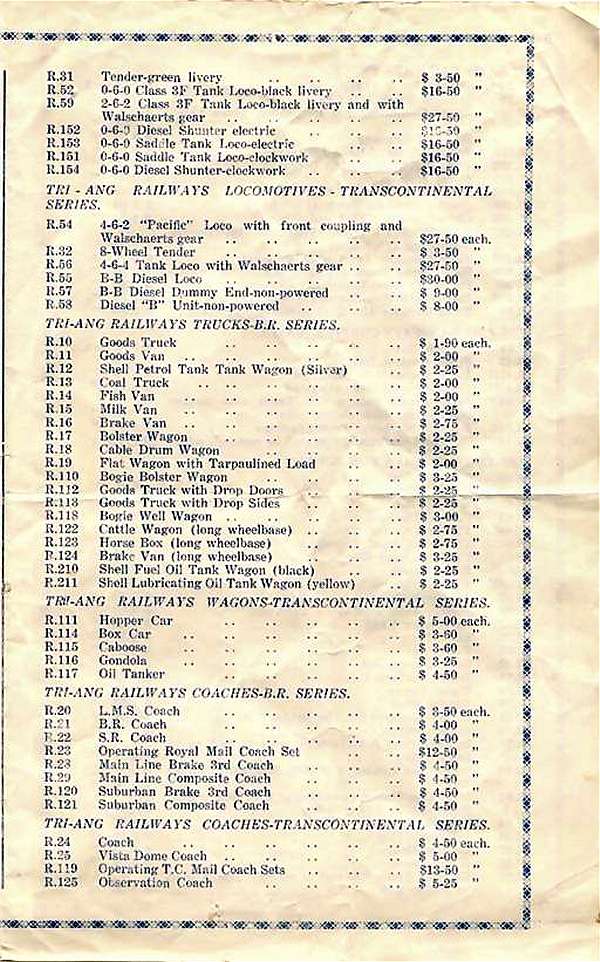 R.31 Tender-green livery .. .. .. .. $ 3-50 "
R.52 0-6-0 Class 3F Tank Loco-black livery .. .. $16-50 "
R.59 2-6-2 Class 3F Tank Loco-black livery and with
Walschaerts gear .. .. .. .. .. $27-50 "
R.152 0-6-0 Diesel Shunter electric .. .. .. "
R.153 0-6-0 Saddle Tank Loco-electric .. .. $16-50 "
R.151 0-6-0 Saddle Tank Loco-clockwork .. .. $16-50 "
R.154 0-6-0 Diesel Shunter-clockwork .. .. .. $16-50 "
TRI - ANG RAILWAYS LOCOMOTIVES - TRANSCONTINENTAL
SERIES.
R.54 4-6-2 "Pacific" Loco with front coupling and
Walschaerts gear .. .. .. .. .. $27-50 each.
R.32 8-Wheel Tender .. .. .. .. $ 3-50 "
R.56 4-6-4 Tank Loco with Walschaerts gear .. .. $27-50 "
R.55 B-B Diesel Loco .. .. .. .. .. $30-00 "
R.57 B-B Diesel Dummy End-non-powered .. .. $ 9-00 "
R.58 Diesel "B" Unit-non-powered .. .. .. $ 8-00 "
TRI-ANG RAILWAYS TRUCKS-B.R. SERIES.
R.10 Goods Truck .. .. .. .. .. $ 1-90 each.
R.11 Goods Van .. .. .. .. .. $ 2-00 "
R.12 Shell Petrol Tank Tank Wagon (Silver) .. .. $ 2-25 "
R.13 Coal Truck .. .. .. .. .. $ 2-00 "
R.14 Fish Van .. .. .. .. .. .. $ 2-00 "
R.15 Milk Van .. .. .. .. .. .. $ 2-25 "
R.16 Brake Van .. .. .. .. .. .. $ 2-75 "
R.17 Bolster Wagon .. .. .. .. .. $ 2-25 "
R.18 Cable Drum Wagon .. .. .. .. $ 2-25 "
R.19 Flat Wagon with Tarpaulined Load .. .. $ 2-00 "
R.110 Bogie Bolster Wagon .. .. .. .. $ 3-25 "
R.112 Goods Truck with Drop Doors .. .. .. $ 2-25 "
R.113 Goods Truck with Drop Sides .. .. .. $ 2-25 "
R.118 Bogie Well Wagon .. .. .. .. .. $ 3-00 "
R.122 Cattle Wagon (long wheelbase) .. .. .. $ 2-75 "
R.123 Horse Box (long wheelbase) .. .. .. $ 2-75 "
R.124 Brake Van (long wheelbase) .. .. .. $ 3-25 "
R.210 Shell Fuel Oil Tank Wagon (black) .. .. $ 2-25 "
R.211 Shell Lubricating Oil Tank Wagon (yellow) .. $ 2-25 "
TRI-ANG RAILWAYS WAGONS-TRANSCONTINENTAL SERIES.
R.111 Hopper Car .. .. .. .. .. $ 5-00 each.
R.114 Box Car .. .. .. .. .. .. $ 3-60 "
R.115 Caboose .. .. .. .. .. $ 3-60 "
R.116 Gondola .. .. .. .. .. $ 3-25 "
R.117 Oil Tanker .. .. .. .. .. $ 4-50 "
TRI-ANG RAILWAYS COACHES-B.R. SERIES.
R.20 L.M.S. Coach .. .. .. .. .. $ 3-50 each.
R.21 B.R. Coach .. .. .. .. .. $ 4-00 "
R.22 S.R. Coach .. .. .. .. .. $ 4-00 "
R.23 Operating Royal Mail Coach Set .. .. $12-50 "
R.28 Main Line Brake 3rd Coach .. .. .. $ 4-50 "
R.29 Main Line Composite Coach .. .. .. $ 4-50 "
R.120 Suburban Brake 3rd Coach .. .. .. $ 4-50 "
R.121 Suburban Composite Coach .. .. .. $ 4-50 "
TRI-ANG RAILWAYS COACHES-TRANSCONTINENTAL SERIES.
R.24 Coach .. .. .. .. .. .. $ 4-50 each.
R.25 Vista Dome Coach .. .. .. .. .. $ 5-00 "
R.119 Operating T.C. Mail Coach Sets .. .. .. $13-50 "
R.125 Observation Coach .. .. .. .. $ 5-25 "